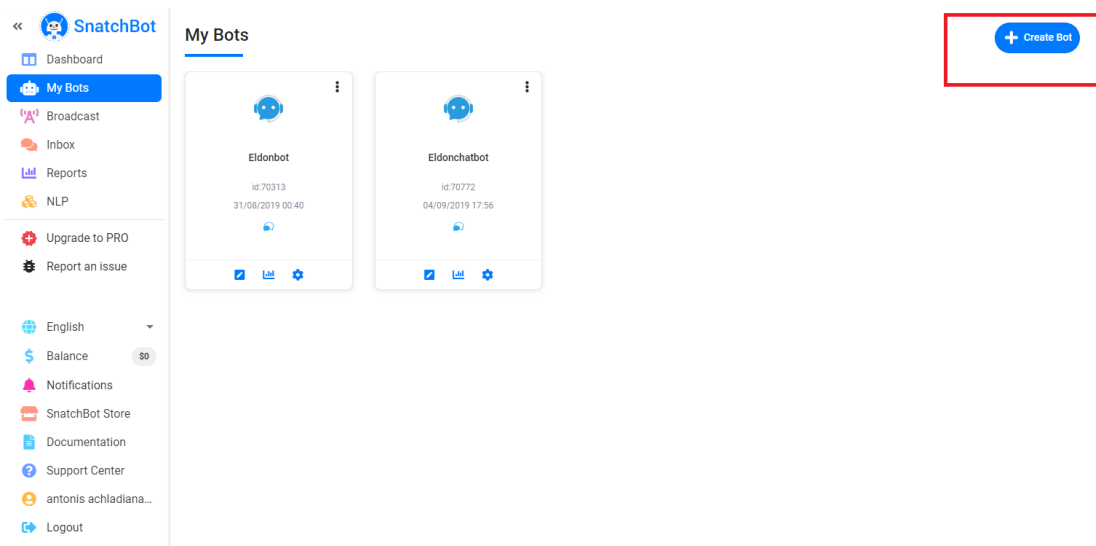 SnatchBot
Dashboard
My Bots
Broadcast
Inbox
Reports
NLP
Upgrade to PRO
Report an issue
English
Balance $0
Notifications
SnatchBot Store
Documentation
Support Center
antonis achladiana...
Logout
My Bots
Create Bot
Eldonbot
id:70313
31/08/2019 00:40
Eldonchatbot
id:70772
04/09/2019 17:56